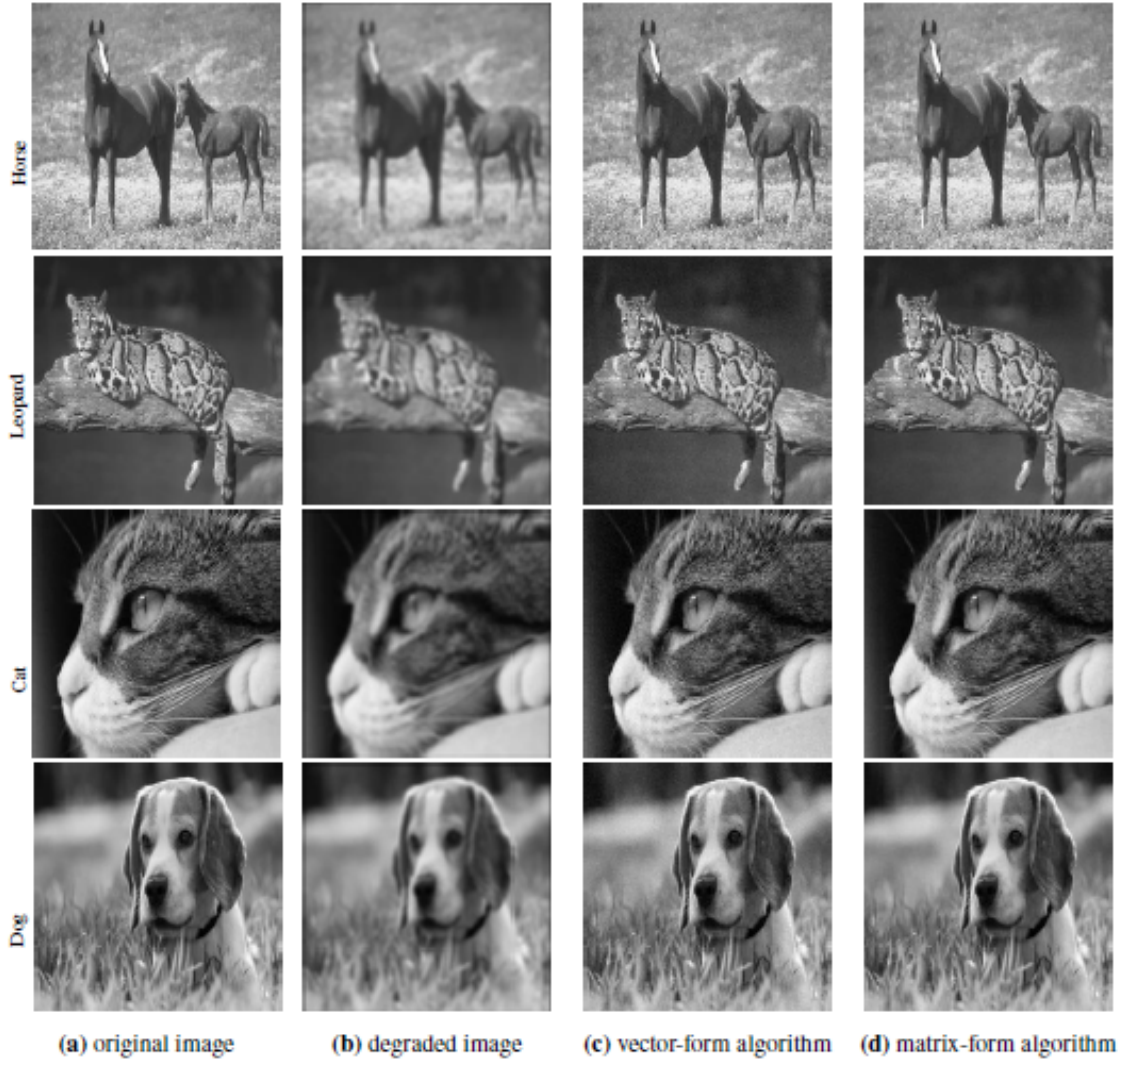 Horse
Leopard
Cat
Dog
(a) original image
(b) degraded image
(c) vector-form algorithm
(d) matrix-form algorithm